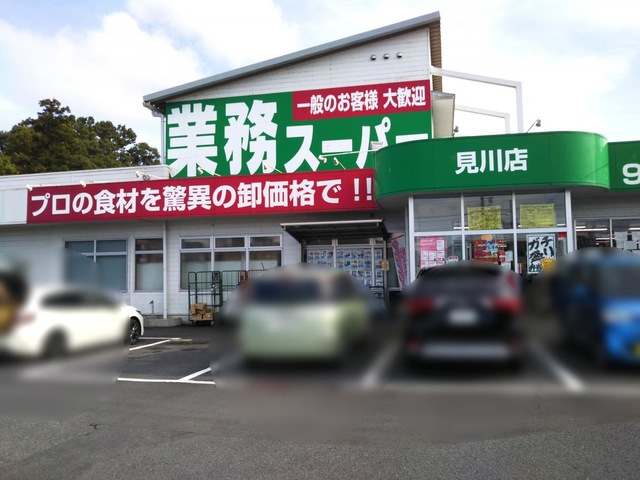 一般のお客様 大歓迎
業務スーパー
プロの食材を驚異の卸価格で!!
見川店
9